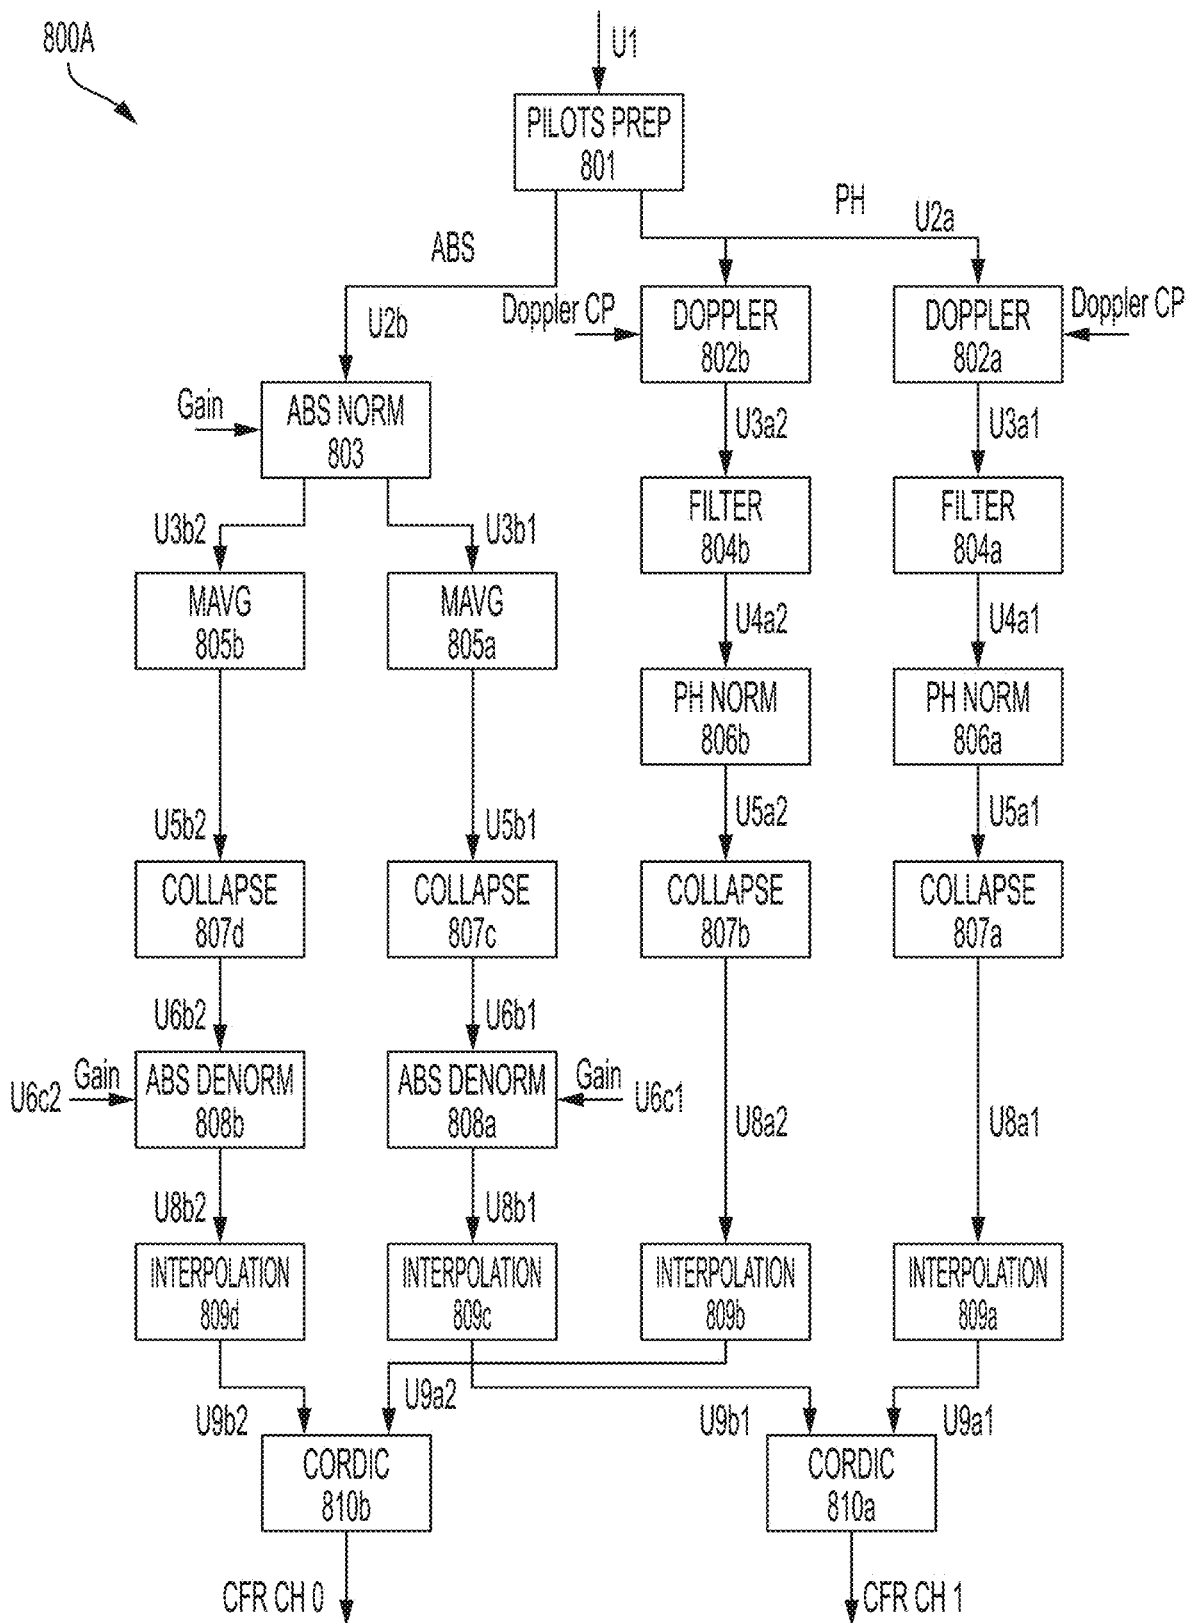 800A
U1
PILOTS PREP
801
PH
U2a
ABS
U2b
Doppler CP
DOPPLER
802b
DOPPLER
802a
Doppler CP
Gain
ABS NORM
803
U3a2
U3a1
U3b2
U3b1
FILTER
804b
FILTER
804a
MAVG
805b
MAVG
805a
U4a2
U4a1
PH NORM
806b
PH NORM
806a
U5b2
U5b1
U5a2
U5a1
COLLAPSE
807d
COLLAPSE
807c
COLLAPSE
807b
COLLAPSE
807a
U6b2
U6b1
U6c2
Gain
ABS DENORM
808b
ABS DENORM
808a
Gain
U6c1
U8a2
U8a1
U8b2
U8b1
INTERPOLATION
809d
INTERPOLATION
809c
INTERPOLATION
809b
INTERPOLATION
809a
U9b2
U9a2
U9b1
U9a1
CORDIC
810b
CORDIC
810a
CFR CH 0
CFR CH 1